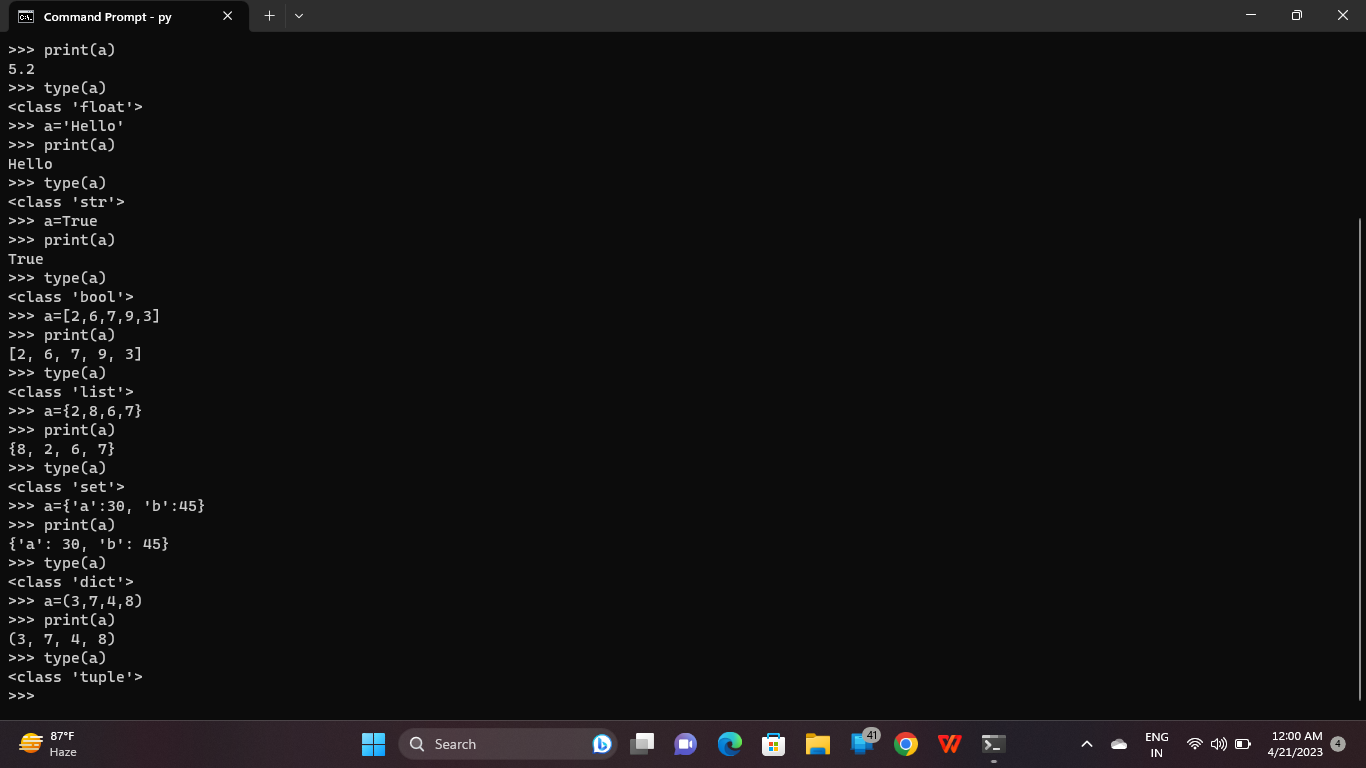 Command Prompt - py
>>> print(a)
5.2
>>> type(a)
<class 'float'>
>>> a='Hello'
>>> print(a)
Hello
>>> type(a)
<class 'str'>
>>> a=True
>>> print(a)
True
>>> type(a)
<class 'bool'>
>>> a=[2,6,7,9,3]
>>> print(a)
[2, 6, 7, 9, 3]
>>> type(a)
<class 'list'>
>>> a={2,8,6,7}
>>> print(a)
{8, 2, 6, 7}
>>> type(a)
<class 'set'>
>>> a={'a':30, 'b':45}
>>> print(a)
{'a': 30, 'b': 45}
>>> type(a)
<class 'dict'>
>>> a=(3,7,4,8)
>>> print(a)
(3, 7, 4, 8)
>>> type(a)
<class 'tuple'>
>>>
87°F
Haze
Search
41
ENG
IN
12:00 AM
4/21/2023
4